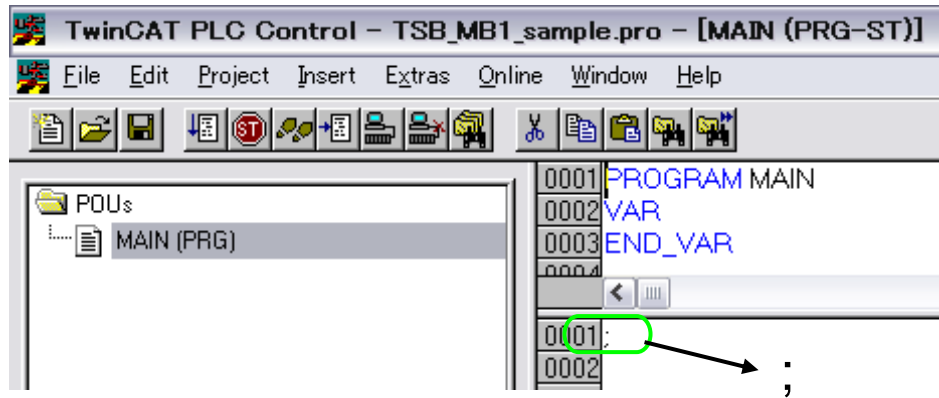 TwinCAT PLC Control - TSB_MB1_sample.pro - [MAIN (PRG-ST)]
File Edit Project Insert Extras Online Window Help
ST
POUs
MAIN (PRG)
0001 PROGRAM MAIN
0002 VAR
0003 END_VAR
0004
0001 ;
0002
;